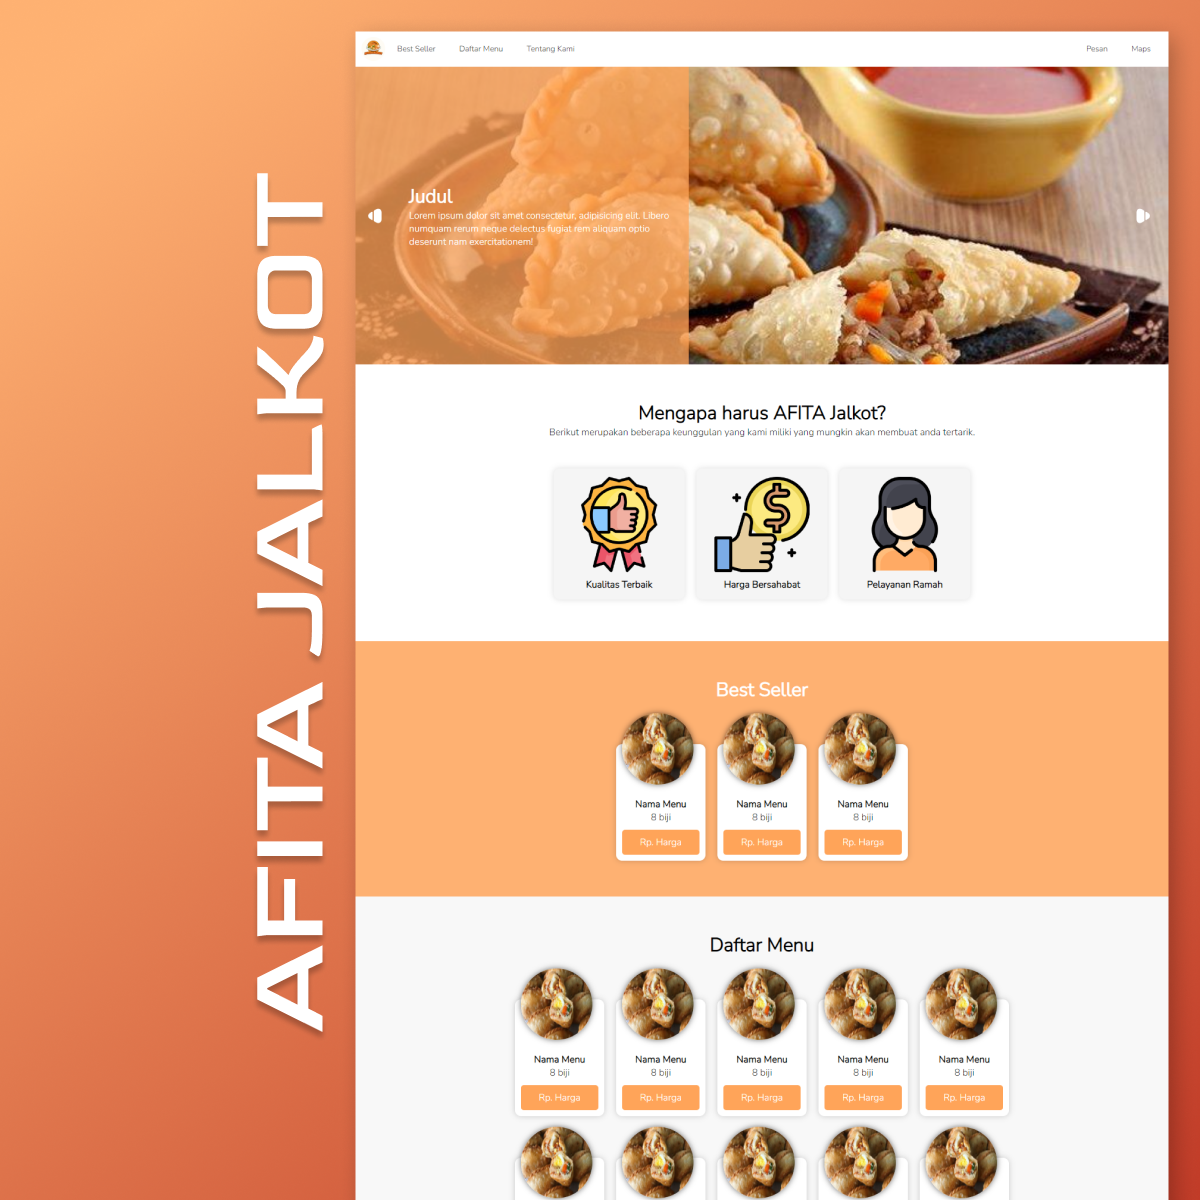 AFITA JALKOT
Best Seller
Daftar Menu
Tentang Kami
Pesan
Maps
Judul
Lorem ipsum dolor sit amet consectetur, adipisicing elit. Libero
numquam rerum neque delectus fugiat rem aliquam optio
deserunt nam exercitationem!
Mengapa harus AFITA Jalkot?
Berikut merupakan beberapa keunggulan yang kami miliki yang mungkin akan membuat anda tertarik.
Kualitas Terbaik
Harga Bersahabat
Pelayanan Ramah
Best Seller
Nama Menu
8 biji
Rp. Harga
Nama Menu
8 biji
Rp. Harga
Nama Menu
8 biji
Rp. Harga
Daftar Menu
Nama Menu
8 biji
Rp. Harga
Nama Menu
8 biji
Rp. Harga
Nama Menu
8 biji
Rp. Harga
Nama Menu
8 biji
Rp. Harga
Nama Menu
8 biji
Rp. Harga